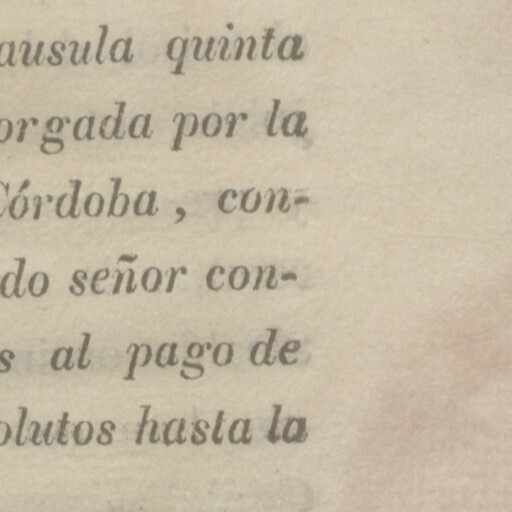 ausula quinta
orgada por la
Córdoba, con-
do señor con-
s al pago de
olutos hasta la